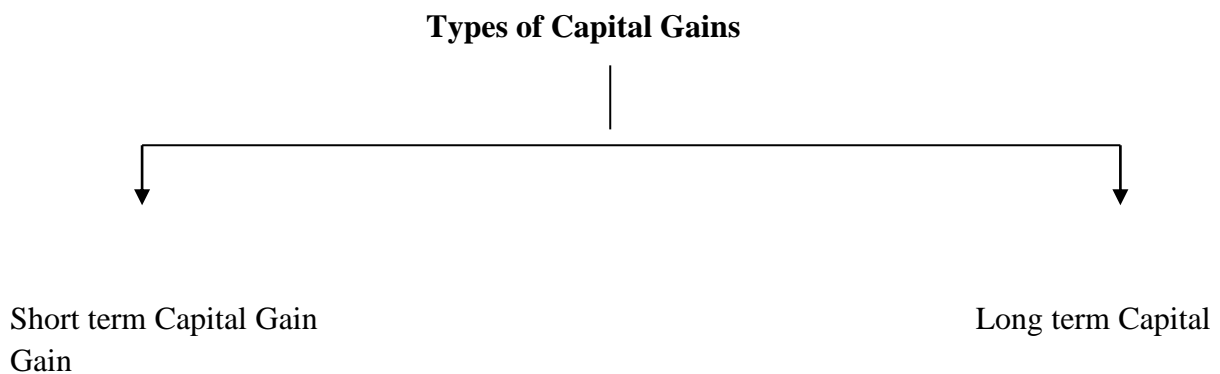 Types of Capital Gains
Short term Capital Gain Long term Capital
Gain